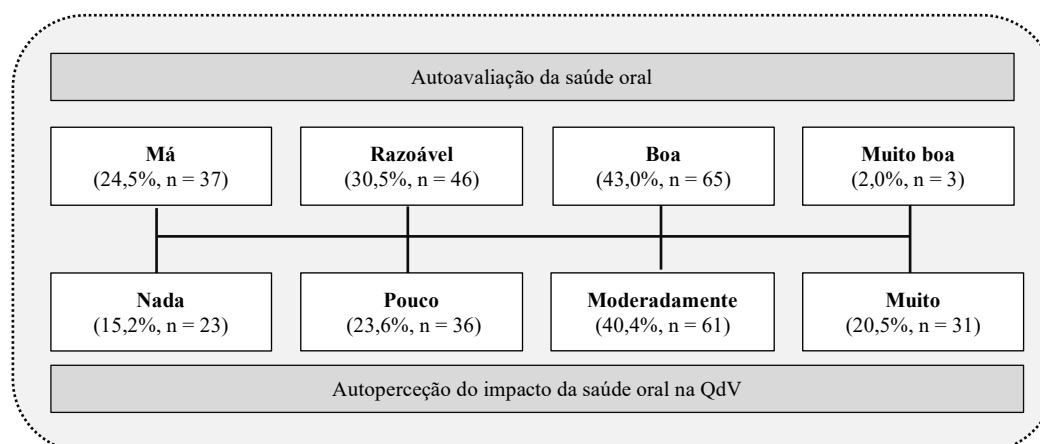 Autoavaliação da saúde oral
Má
(24,5%, n = 37)
Razoável
(30,5%, n = 46)
Boa
(43,0%, n = 65)
Muito boa
(2,0%, n = 3)
Nada
(15,2%, n = 23)
Pouco
(23,6%, n = 36)
Moderadamente
(40,4%, n = 61)
Muito
(20,5%, n = 31)
Autoperceção do impacto da saúde oral na QdV